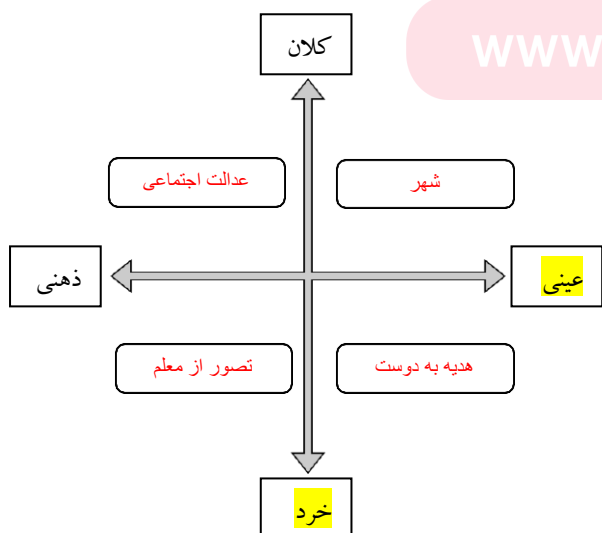 کلان
WWW
عدالت اجتماعی
شهر
ذهنی
عینی
تصور از معلم
هدیه به دوست
خرد